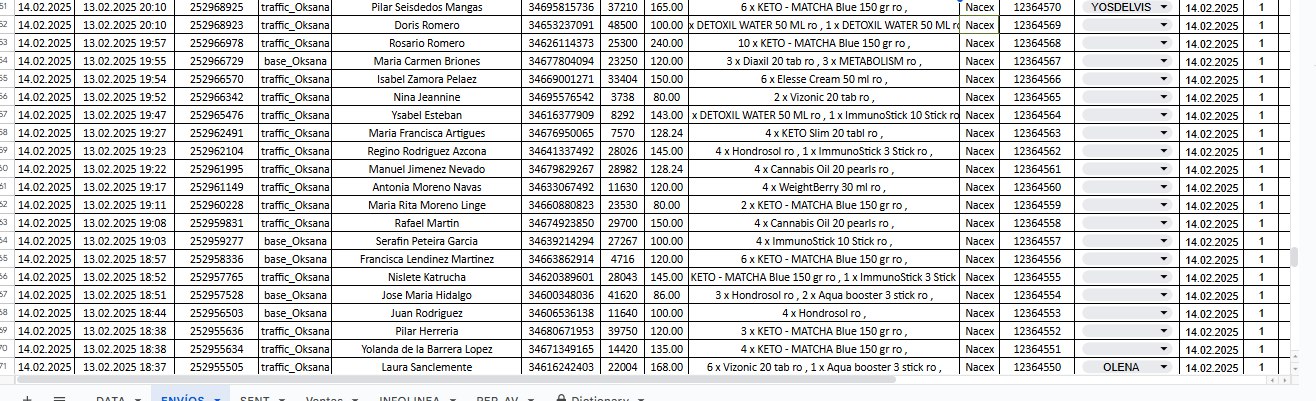 51 14.02.2025 13.02.2025 20:10 252968925 traffic_Oksana Pilar Seisdedos Mangas 34695815736 37210 165.00 6 x KETO - MATCHA Blue 150 gr ro , Nacex 12364570 YOSDELVIS 14.02.2025 1
52 14.02.2025 13.02.2025 20:10 252968923 traffic_Oksana Doris Romero 34653237091 48500 100.00 x DETOXIL WATER 50 ML ro , 1 x DETOXIL WATER 50 ML ro Nacex 12364569 14.02.2025 1
53 14.02.2025 13.02.2025 19:57 252966978 traffic_Oksana Rosario Romero 34626114373 25300 240.00 10 x KETO - MATCHA Blue 150 gr ro , Nacex 12364568 14.02.2025 1
54 14.02.2025 13.02.2025 19:55 252966729 base_Oksana Maria Carmen Briones 34677804094 23250 120.00 3 x Diaxil 20 tab ro , 3 x METABOLISM ro , Nacex 12364567 14.02.2025 1
55 14.02.2025 13.02.2025 19:54 252966570 traffic_Oksana Isabel Zamora Pelaez 34669001271 33404 150.00 6 x Elesse Cream 50 ml ro , Nacex 12364566 14.02.2025 1
56 14.02.2025 13.02.2025 19:52 252966342 traffic_Oksana Nina Jeannine 34695576542 3738 80.00 2 x Vizonic 20 tab ro , Nacex 12364565 14.02.2025 1
57 14.02.2025 13.02.2025 19:47 252965476 traffic_Oksana Ysabel Esteban 34616377909 8292 143.00 x DETOXIL WATER 50 ML ro , 1 x ImmunoStick 10 Stick ro Nacex 12364564 14.02.2025 1
58 14.02.2025 13.02.2025 19:27 252962491 traffic_Oksana Maria Francisca Artigues 34676950065 7570 128.24 4 x KETO Slim 20 tabl ro , Nacex 12364563 14.02.2025 1
59 14.02.2025 13.02.2025 19:23 252962104 traffic_Oksana Regino Rodriguez Azcona 34641337492 28026 145.00 4 x Hondrosol ro , 1 x ImmunoStick 3 Stick ro , Nacex 12364562 14.02.2025 1
60 14.02.2025 13.02.2025 19:22 252961995 traffic_Oksana Manuel Jimenez Nevado 34679829267 28982 128.24 4 x Cannabis Oil 20 pearls ro , Nacex 12364561 14.02.2025 1
61 14.02.2025 13.02.2025 19:17 252961149 traffic_Oksana Antonia Moreno Navas 34633067492 11630 120.00 4 x WeightBerry 30 ml ro , Nacex 12364560 14.02.2025 1
62 14.02.2025 13.02.2025 19:11 252960228 traffic_Oksana Maria Rita Moreno Linge 34660880823 23530 80.00 2 x KETO - MATCHA Blue 150 gr ro , Nacex 12364559 14.02.2025 1
63 14.02.2025 13.02.2025 19:08 252959831 traffic_Oksana Rafael Martin 34674923850 29700 150.00 4 x Cannabis Oil 20 pearls ro , Nacex 12364558 14.02.2025 1
64 14.02.2025 13.02.2025 19:03 252959277 base_Oksana Serafin Peteira Garcia 34639214294 27267 100.00 4 x ImmunoStick 10 Stick ro , Nacex 12364557 14.02.2025 1
65 14.02.2025 13.02.2025 18:57 252958336 base_Oksana Francisca Lendinez Martínez 34663862914 4716 120.00 6 x KETO - MATCHA Blue 150 gr ro , Nacex 12364556 14.02.2025 1
66 14.02.2025 13.02.2025 18:52 252957765 traffic_Oksana Nislete Katrucha 34620389601 28043 145.00 KETO - MATCHA Blue 150 gr ro , 1 x ImmunoStick 3 Stick Nacex 12364555 14.02.2025 1
67 14.02.2025 13.02.2025 18:51 252957528 base_Oksana Jose Maria Hidalgo 34600348036 41620 86.00 3 x Hondrosol ro , 2 x Aqua booster 3 stick ro , Nacex 12364554 14.02.2025 1
68 14.02.2025 13.02.2025 18:44 252956503 base_Oksana Juan Rodriguez 34606536138 11640 100.00 4 x Hondrosol ro , Nacex 12364553 14.02.2025 1
69 14.02.2025 13.02.2025 18:38 252955636 traffic_Oksana Pilar Herreria 34680671953 39750 120.00 3 x KETO - MATCHA Blue 150 gr ro , Nacex 12364552 14.02.2025 1
70 14.02.2025 13.02.2025 18:38 252955634 traffic_Oksana Yolanda de la Barrera Lopez 34671349165 14420 135.00 4 x KETO - MATCHA Blue 150 gr ro , Nacex 12364551 14.02.2025 1
71 14.02.2025 13.02.2025 18:37 252955505 traffic_Oksana Laura Sanclemente 34616242403 22004 168.00 6 x Vizonic 20 tab ro , 1 x Aqua booster 3 stick ro , Nacex 12364550 OLENA 14.02.2025 1
DATA ENVÍOS SENT Ventas INFOLINEA REP_AV Dictionary